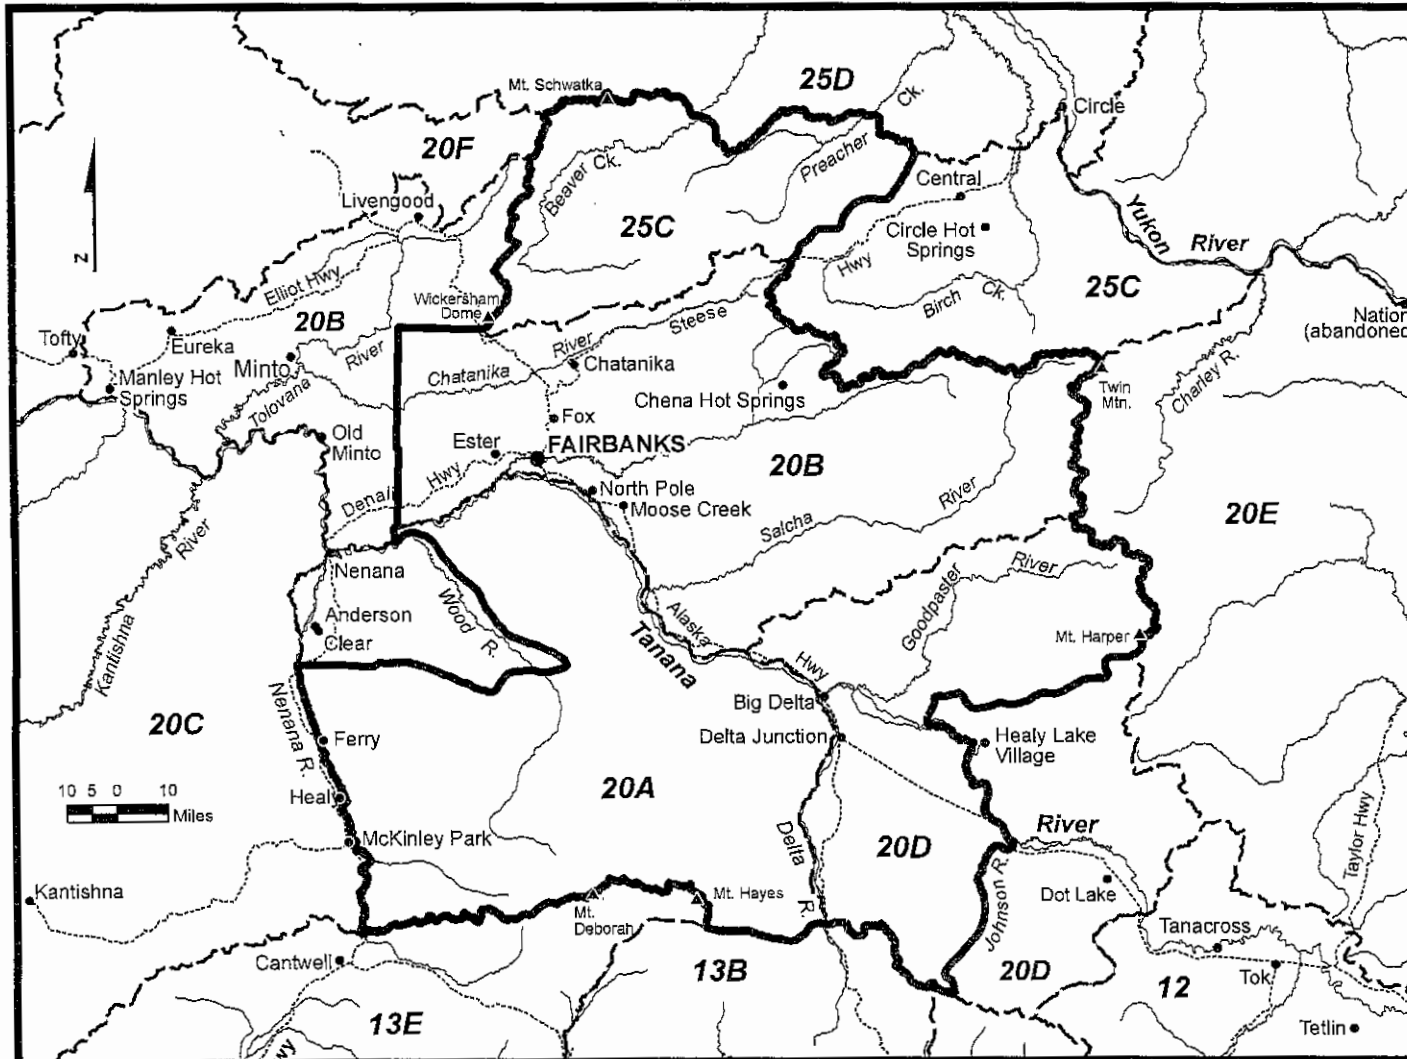 Mt. Schwatka
25D
Ck.
Circle
20F
Preacher
Beaver Ck.
Central
Livengood
25C
Circle Hot
Springs
Yukon
River
N
Hwy
Elliot Hwy
Birch Ck.
25C
Wickersham
Dome
20B
Steese
Nation
(abandoned
Tofty
Eureka
River
River
Minto
Chatanika
Chatanika
Manley Hot
Springs
Tolovana
Chena Hot Springs
Twin
Mtn.
Charley R.
Fox
Old
Minto
Ester
FAIRBANKS
20B
Denali
Hwy
North Pole
Moose Creek
River
Salcha
20E
River
Nenana
River
Goodpaster
Wood R.
Alaska
Anderson
Clear
Tanana
Mt. Harper
Kantishna
Hwy
Nenana R.
Big Delta
20C
Ferry
Delta Junction
Healy Lake
Village
20A
10 5 0 10
Miles
Healy
McKinley Park
River
Delta R.
20D
Taylor Hwy
Kantishna
Mt. Hayes
Johnson R.
Dot Lake
Mt.
Deborah
Tanacross
Cantwell
13B
20D
12
Tok
13E
Hwy
Tetlin